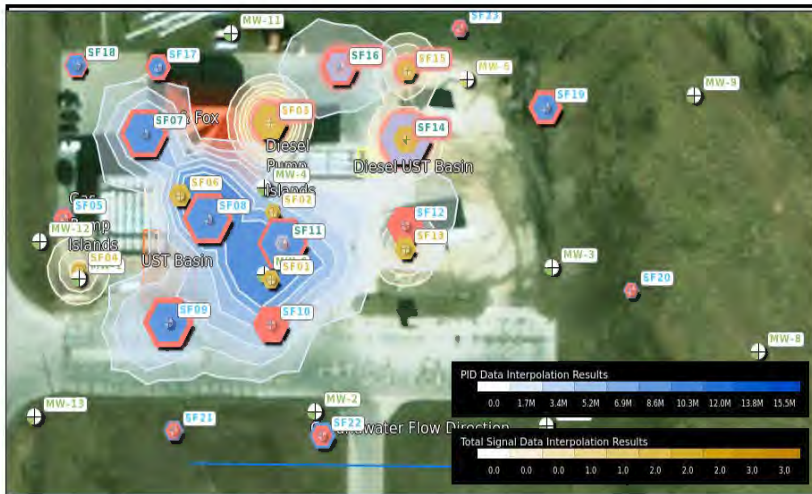 MW-11
SF23
SF18
SF17
SF16
SF15
MW-6
MW-9
SF19
SF03
Fox
SF07
SF14
Diesel
Pump
Islands
Diesel UST Basin
MW-4
SF06
SF02
Gas
SF05
SF08
SF12
MW-12
Islands
SF11
SF13
UST Basin
SF04
SF01
MW-3
SF20
SF09
SF10
MW-8
PID Data Interpolation Results
0.0 1.7M 3.4M 5.2M 6.9M 8.6M 10.3M 12.0M 13.8M 15.5M
MW-13
MW-2
SF21
SF22
Groundwater Flow Direction
Total Signal Data Interpolation Results
0.0 0.0 0.0 1.0 1.0 2.0 2.0 2.0 3.0 3.0